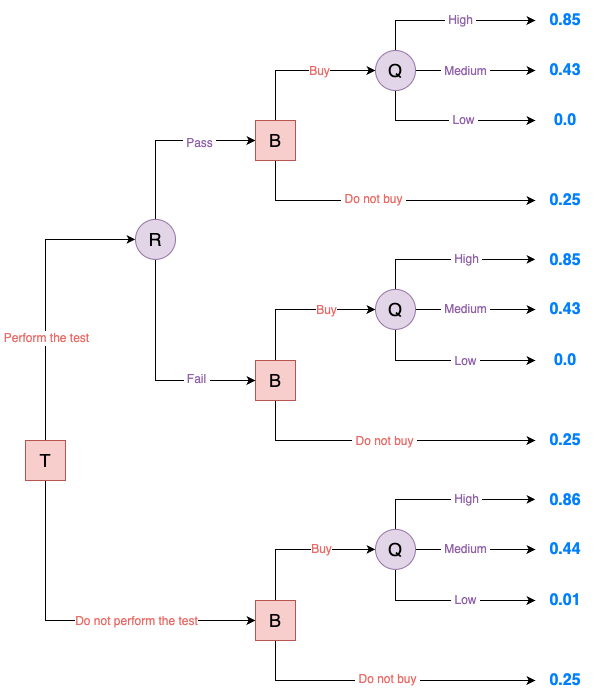 High 0.85
Buy Q Medium 0.43
Low 0.0
Pass B
Do not buy 0.25
R
High 0.85
Buy Q Medium 0.43
Perform the test
Low 0.0
Fail B
Do not buy 0.25
T
High 0.86
Buy Q Medium 0.44
Low 0.01
Do not perform the test B
Do not buy 0.25